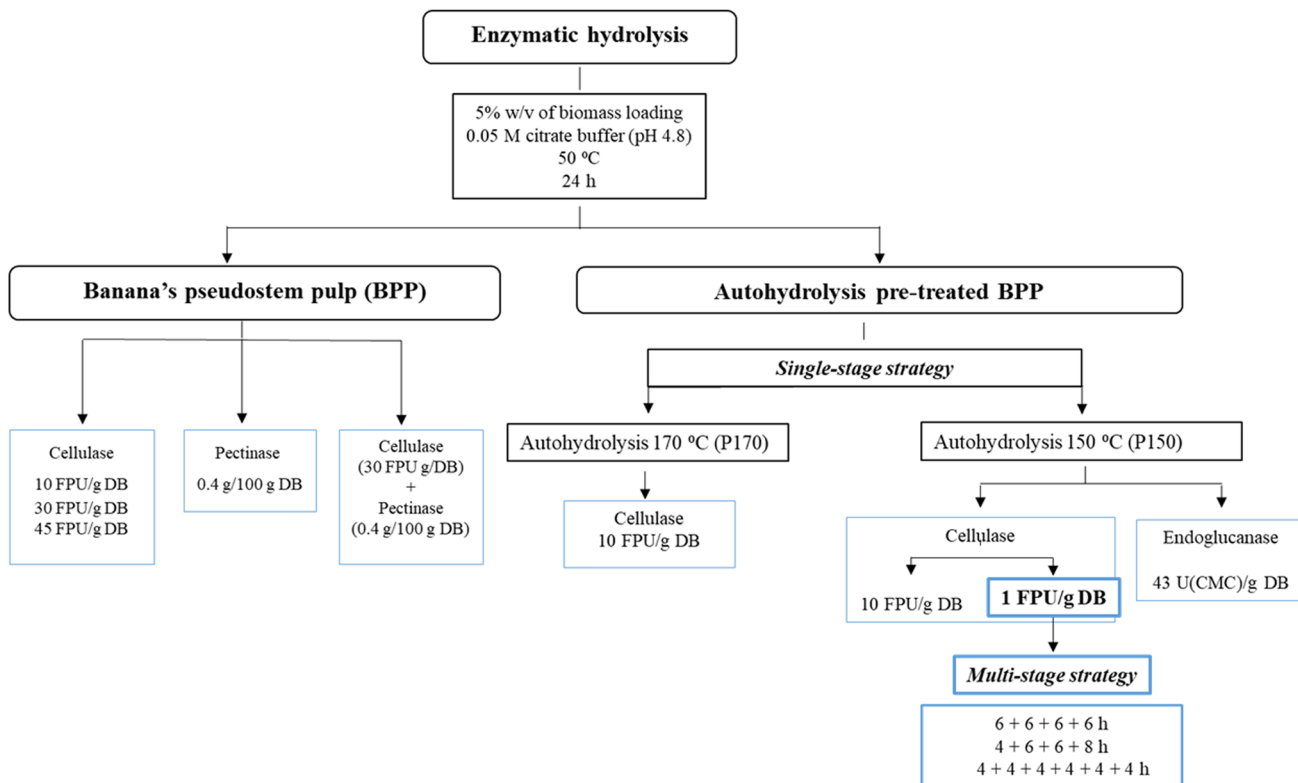 Enzymatic hydrolysis
5% w/v of biomass loading
0.05 M citrate buffer (pH 4.8)
50 ºC
24 h
Banana’s pseudostem pulp (BPP)
Autohydrolysis pre-treated BPP
Single-stage strategy
Cellulase
10 FPU/g DB
30 FPU/g DB
45 FPU/g DB
Pectinase
0.4 g/100 g DB
Cellulase
(30 FPU g/DB)
+
Pectinase
(0.4 g/100g DB)
Autohydrolysis 170 ºC (P170)
Cellulase
10 FPU/g DB
Autohydrolysis 150 ºC (P150)
Cellulase
10 FPU/g DB
1 FPU/g DB
Endoglucanase
43 U(CMC)/g DB
Multi-stage strategy
6 + 6 + 6 + 6 h
4 + 6 + 6 + 8 h
4 + 4 + 4 + 4 + 4 + 4 h